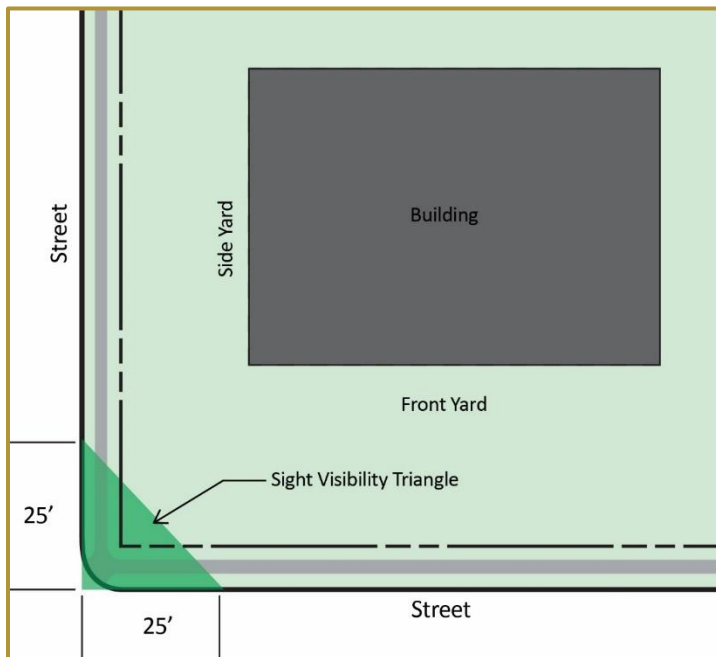 Building
Side Yard
Street
Front Yard
Sight Visibility Triangle
25’
Street
25’